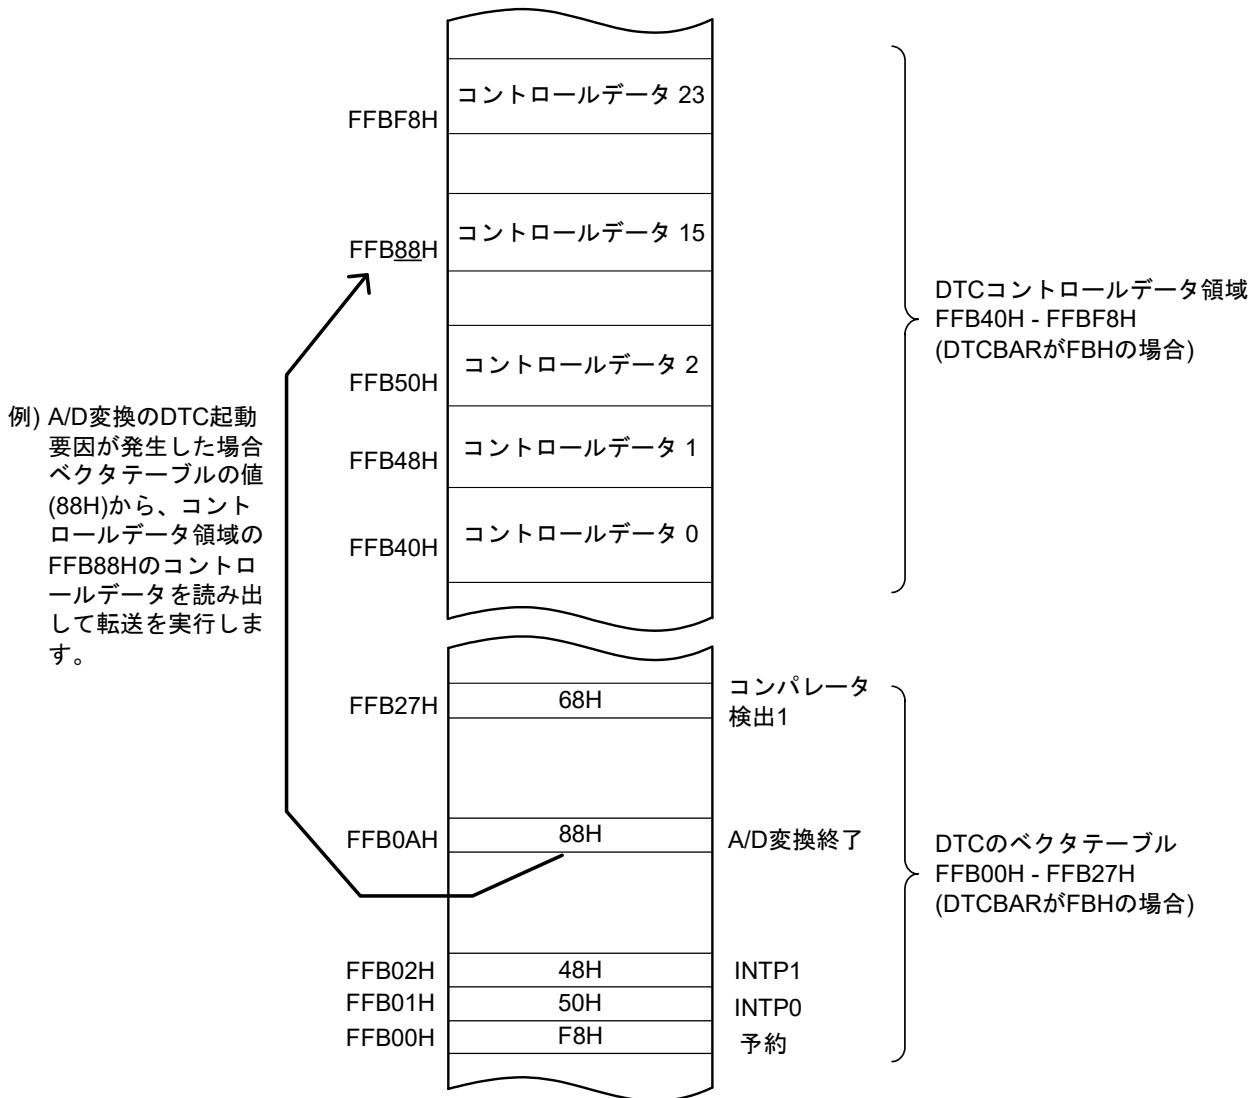 コントロールデータ 23
FFBF8H
コントロールデータ 15
FFB88H
DTCコントロールデータ領域
FFB40H - FFBF8H
(DTCBARがFBHの場合)
コントロールデータ 2
FFB50H
コントロールデータ 1
FFB48H
コントロールデータ 0
FFB40H
例) A/D変換のDTC起動
要因が発生した場合
ベクタテーブルの値
(88H)から、コント
ロールデータ領域の
FFB88Hのコントロ
ールデータを読み出
して転送を実行しま
す。
FFB27H
68H
コンパレータ
検出1
FFB0AH
88H
A/D変換終了
DTCのベクタテーブル
FFB00H - FFB27H
(DTCBARがFBHの場合)
FFB02H
48H
INTP1
FFB01H
50H
INTP0
FFB00H
F8H
予約